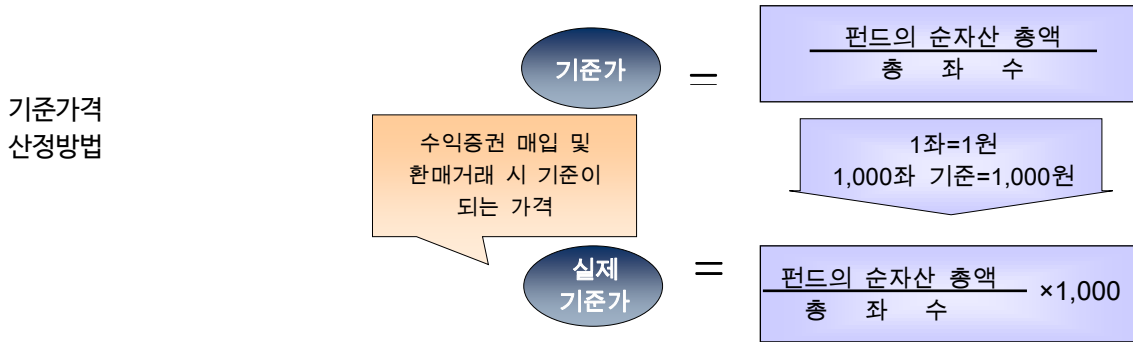 기준가격
산정방법
기준가
=
펀드의 순자산 총액
총 좌 수
수익증권 매입 및
환매거래 시 기준이
되는 가격
1좌=1원
1,000좌 기준=1,000원
실제
기준가
=
펀드의 순자산 총액
총 좌 수
×1,000